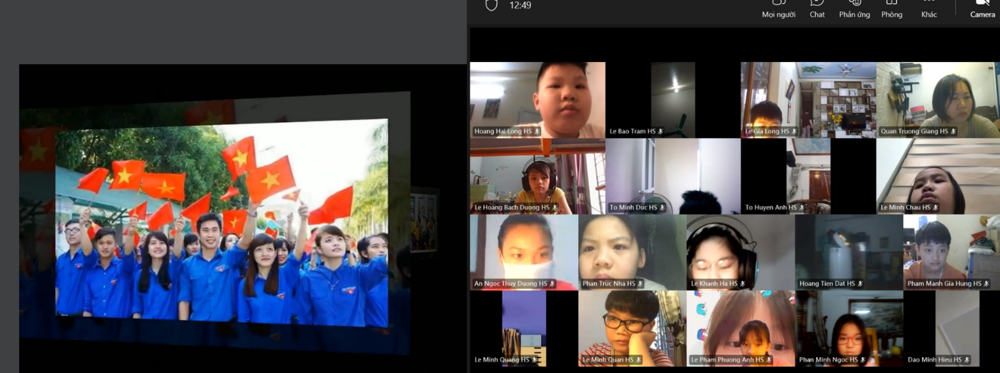 12:49
Mọi người Chat Phản ứng Phòng Khác Camera
Hoang Hai Long HS Le Bao Tram HS Le Gia Long HS Quan Truong Giang HS
Le Hoang Bach Duong HS To Minh Duc HS To Huyen Anh HS Le Minh Chau HS
An Ngoc Thuy Duong HS Phan Truc Nha HS Le Khanh Ha HS Hoang Tien Dat HS Pham Manh Gia Hung HS
Le Minh Quang HS Le Minh Quan HS Le Pham Phuong Anh HS Phan Minh Ngoc HS Dao Minh Hieu HS